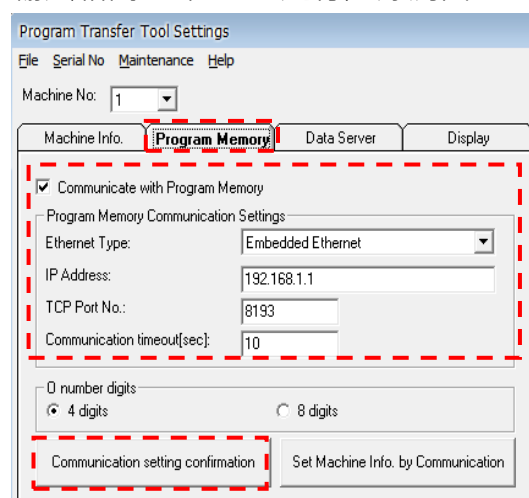 Program Transfer Tool Settings
File Serial No Maintenance Help
Machine No: 1
Machine Info. Program Memory Data Server Display
Communicate with Program Memory
Program Memory Communication Settings
Ethernet Type: Embedded Ethernet
IP Address: 192.168.1.1
TCP Port No.: 8193
Communication timeout[sec]: 10
O number digits
4 digits 8 digits
Communication setting confirmation Set Machine Info. by Communication